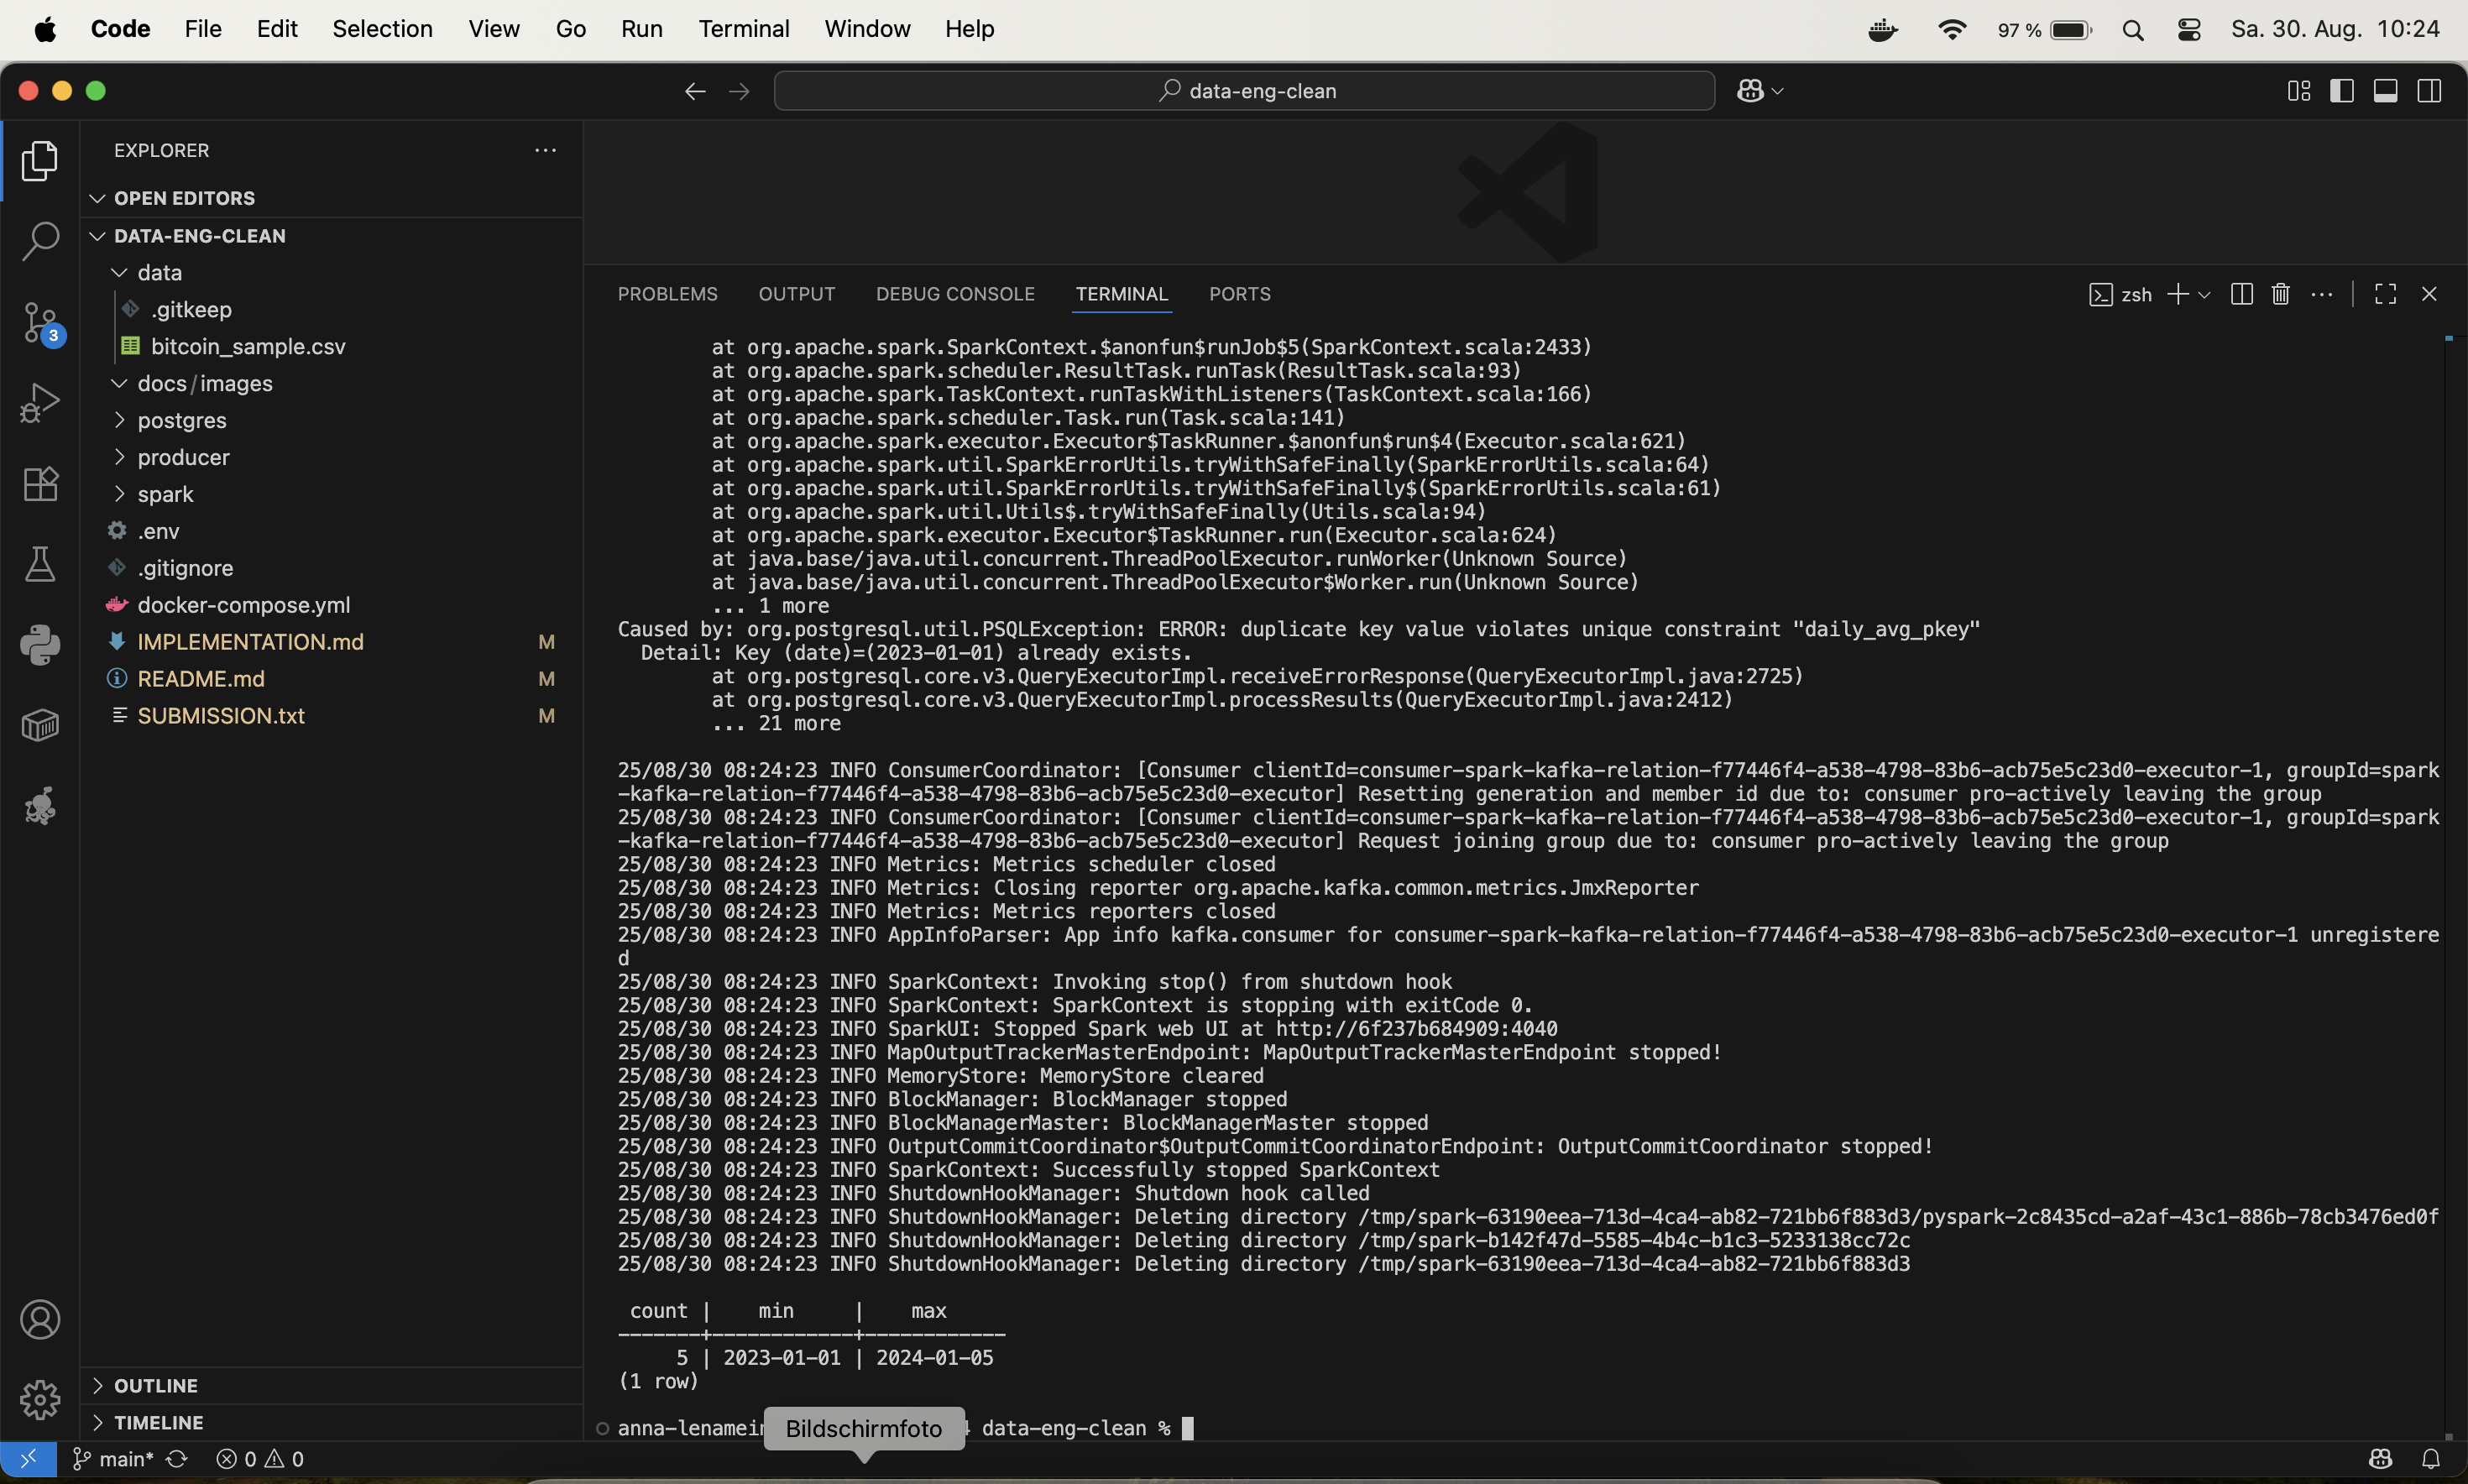 Code File Edit Selection View Go Run Terminal Window Help 97 % Sa. 30. Aug. 10:24
data-eng-clean
EXPLORER
OPEN EDITORS
DATA-ENG-CLEAN
data
.gitkeep
bitcoin_sample.csv
docs/images
postgres
producer
spark
.env
.gitignore
docker-compose.yml
IMPLEMENTATION.md M
README.md M
SUBMISSION.txt M
OUTLINE
TIMELINE
3
PROBLEMS OUTPUT DEBUG CONSOLE TERMINAL PORTS zsh
at org.apache.spark.SparkContext.$anonfun$runJob$5(SparkContext.scala:2433)
at org.apache.spark.scheduler.ResultTask.runTask(ResultTask.scala:93)
at org.apache.spark.TaskContext.runTaskWithListeners(TaskContext.scala:166)
at org.apache.spark.scheduler.Task.run(Task.scala:141)
at org.apache.spark.executor.Executor$TaskRunner.$anonfun$run$4(Executor.scala:621)
at org.apache.spark.util.SparkErrorUtils.tryWithSafeFinally(SparkErrorUtils.scala:64)
at org.apache.spark.util.SparkErrorUtils.tryWithSafeFinally$(SparkErrorUtils.scala:61)
at org.apache.spark.util.Utils$.tryWithSafeFinally(Utils.scala:94)
at org.apache.spark.executor.Executor$TaskRunner.run(Executor.scala:624)
at java.base/java.util.concurrent.ThreadPoolExecutor.runWorker(Unknown Source)
at java.base/java.util.concurrent.ThreadPoolExecutor$Worker.run(Unknown Source)
... 1 more
Caused by: org.postgresql.util.PSQLException: ERROR: duplicate key value violates unique constraint "daily_avg_pkey"
Detail: Key (date)=(2023-01-01) already exists.
at org.postgresql.core.v3.QueryExecutorImpl.receiveErrorResponse(QueryExecutorImpl.java:2725)
at org.postgresql.core.v3.QueryExecutorImpl.processResults(QueryExecutorImpl.java:2412)
... 21 more
25/08/30 08:24:23 INFO ConsumerCoordinator: [Consumer clientId=consumer-spark-kafka-relation-f77446f4-a538-4798-83b6-acb75e5c23d0-executor-1, groupId=spark
-kafka-relation-f77446f4-a538-4798-83b6-acb75e5c23d0-executor] Resetting generation and member id due to: consumer pro-actively leaving the group
25/08/30 08:24:23 INFO ConsumerCoordinator: [Consumer clientId=consumer-spark-kafka-relation-f77446f4-a538-4798-83b6-acb75e5c23d0-executor-1, groupId=spark
-kafka-relation-f77446f4-a538-4798-83b6-acb75e5c23d0-executor] Request joining group due to: consumer pro-actively leaving the group
25/08/30 08:24:23 INFO Metrics: Metrics scheduler closed
25/08/30 08:24:23 INFO Metrics: Closing reporter org.apache.kafka.common.metrics.JmxReporter
25/08/30 08:24:23 INFO Metrics: Metrics reporters closed
25/08/30 08:24:23 INFO AppInfoParser: App info kafka.consumer for consumer-spark-kafka-relation-f77446f4-a538-4798-83b6-acb75e5c23d0-executor-1 unregistere
d
25/08/30 08:24:23 INFO SparkContext: Invoking stop() from shutdown hook
25/08/30 08:24:23 INFO SparkContext: SparkContext is stopping with exitCode 0.
25/08/30 08:24:23 INFO SparkUI: Stopped Spark web UI at http://6f237b684909:4040
25/08/30 08:24:23 INFO MapOutputTrackerMasterEndpoint: MapOutputTrackerMasterEndpoint stopped!
25/08/30 08:24:23 INFO MemoryStore: MemoryStore cleared
25/08/30 08:24:23 INFO BlockManager: BlockManager stopped
25/08/30 08:24:23 INFO BlockManagerMaster: BlockManagerMaster stopped
25/08/30 08:24:23 INFO OutputCommitCoordinator$OutputCommitCoordinatorEndpoint: OutputCommitCoordinator stopped!
25/08/30 08:24:23 INFO SparkContext: Successfully stopped SparkContext
25/08/30 08:24:23 INFO ShutdownHookManager: Shutdown hook called
25/08/30 08:24:23 INFO ShutdownHookManager: Deleting directory /tmp/spark-63190eea-713d-4ca4-ab82-721bb6f883d3/pyspark-2c8435cd-a2af-43c1-886b-78cb3476ed0f
25/08/30 08:24:23 INFO ShutdownHookManager: Deleting directory /tmp/spark-b142f47d-5585-4b4c-b1c3-5233138cc72c
25/08/30 08:24:23 INFO ShutdownHookManager: Deleting directory /tmp/spark-63190eea-713d-4ca4-ab82-721bb6f883d3
count | min | max
-------+------------+------------
5 | 2023-01-01 | 2024-01-05
(1 row)
data-eng-clean %
Bildschirmfoto
main* 0 0